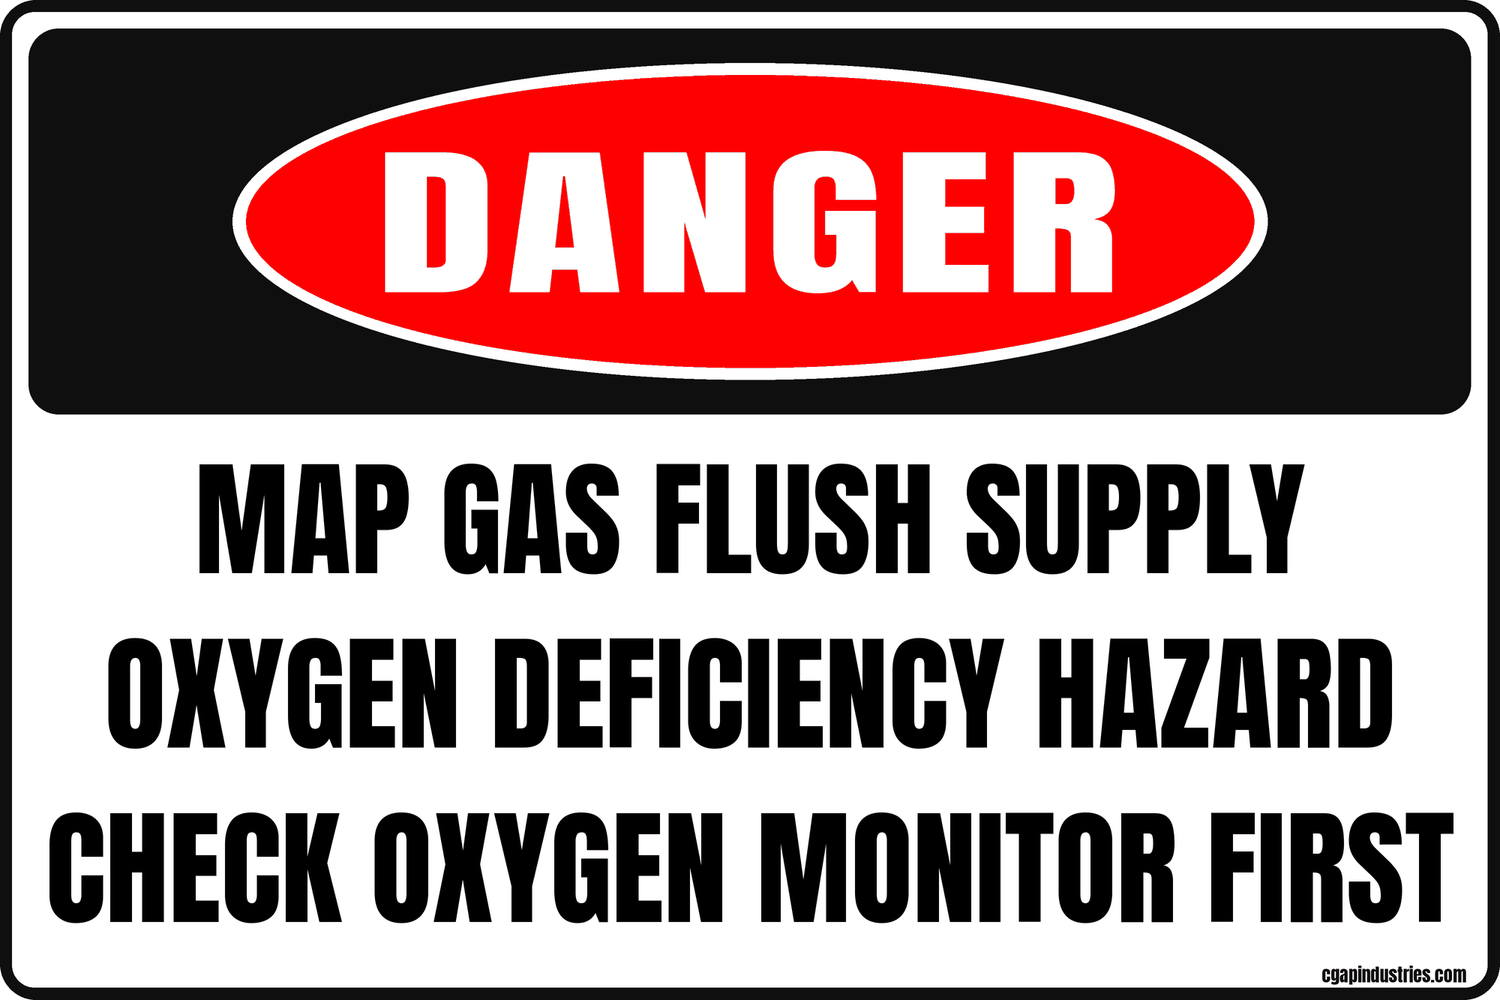 DANGER
MAP GAS FLUSH SUPPLY
OXYGEN DEFICIENCY HAZARD
CHECK OXYGEN MONITOR FIRST
cgapindustries.com